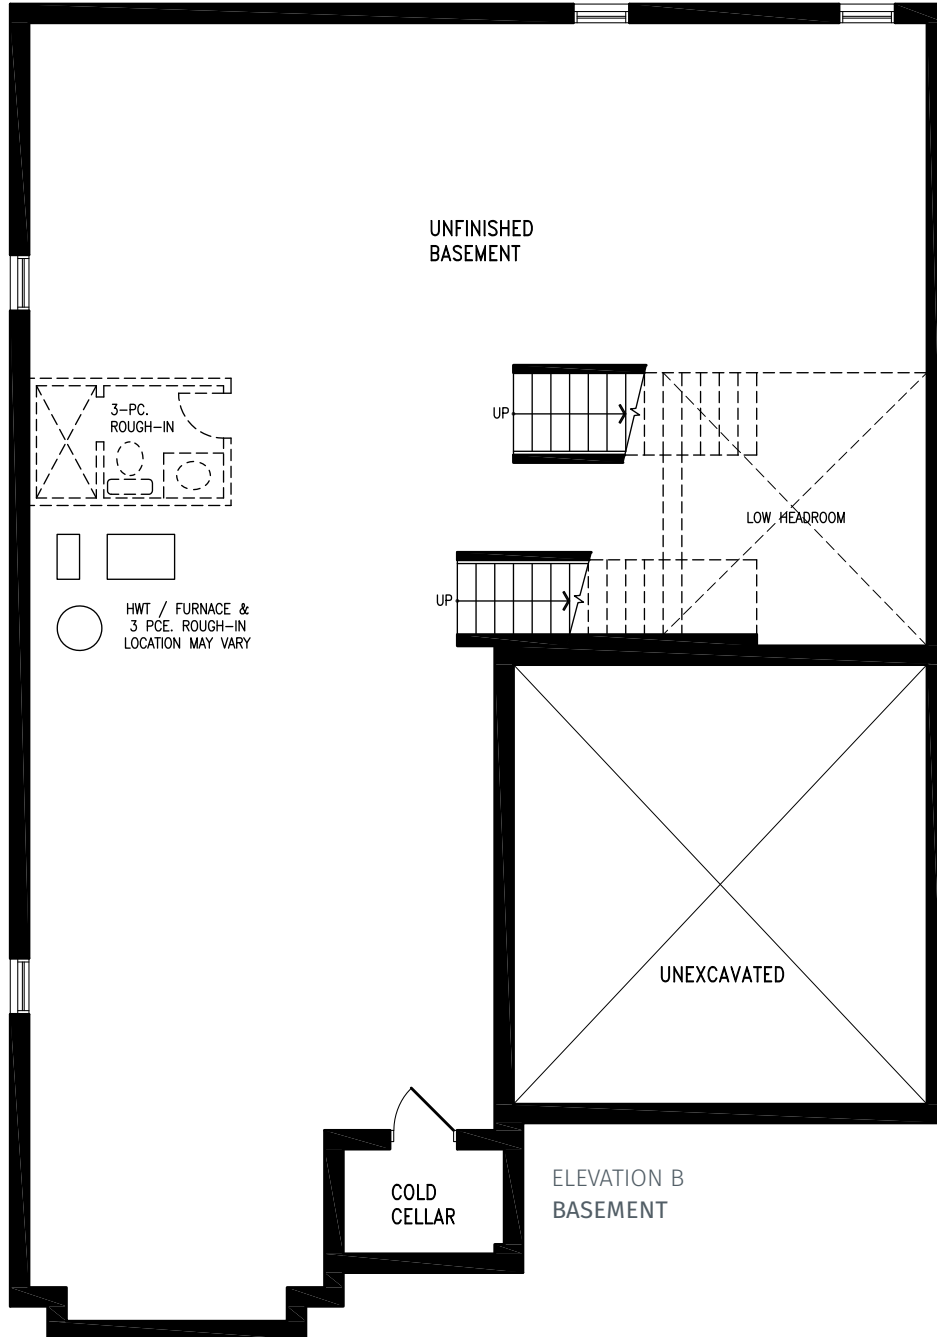 UNFINISHED
BASEMENT
3-PC.
ROUGH-IN
UP
LOW HEADROOM
UP
HWT / FURNACE &
3 PCE. ROUGH-IN
LOCATION MAY VARY
UNEXCAVATED
COLD
CELLAR
ELEVATION B
BASEMENT